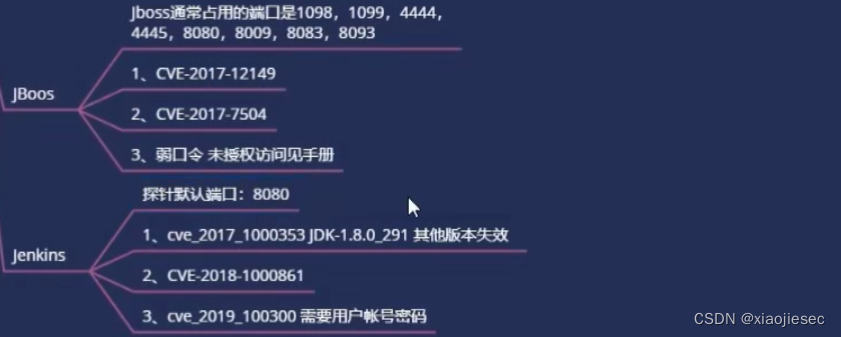 Jboss通常占用的端口是1098，1099，4444，
4445，8080，8009，8083，8093
JBoos
1、CVE-2017-12149
2、CVE-2017-7504
3、弱口令 未授权访问见手册
Jenkins
探针默认端口：8080
1、cve_2017_1000353 JDK-1.8.0_291 其他版本失效
2、CVE-2018-1000861
3、cve_2019_100300 需要用户帐号密码
CSDN @xiaojiesec